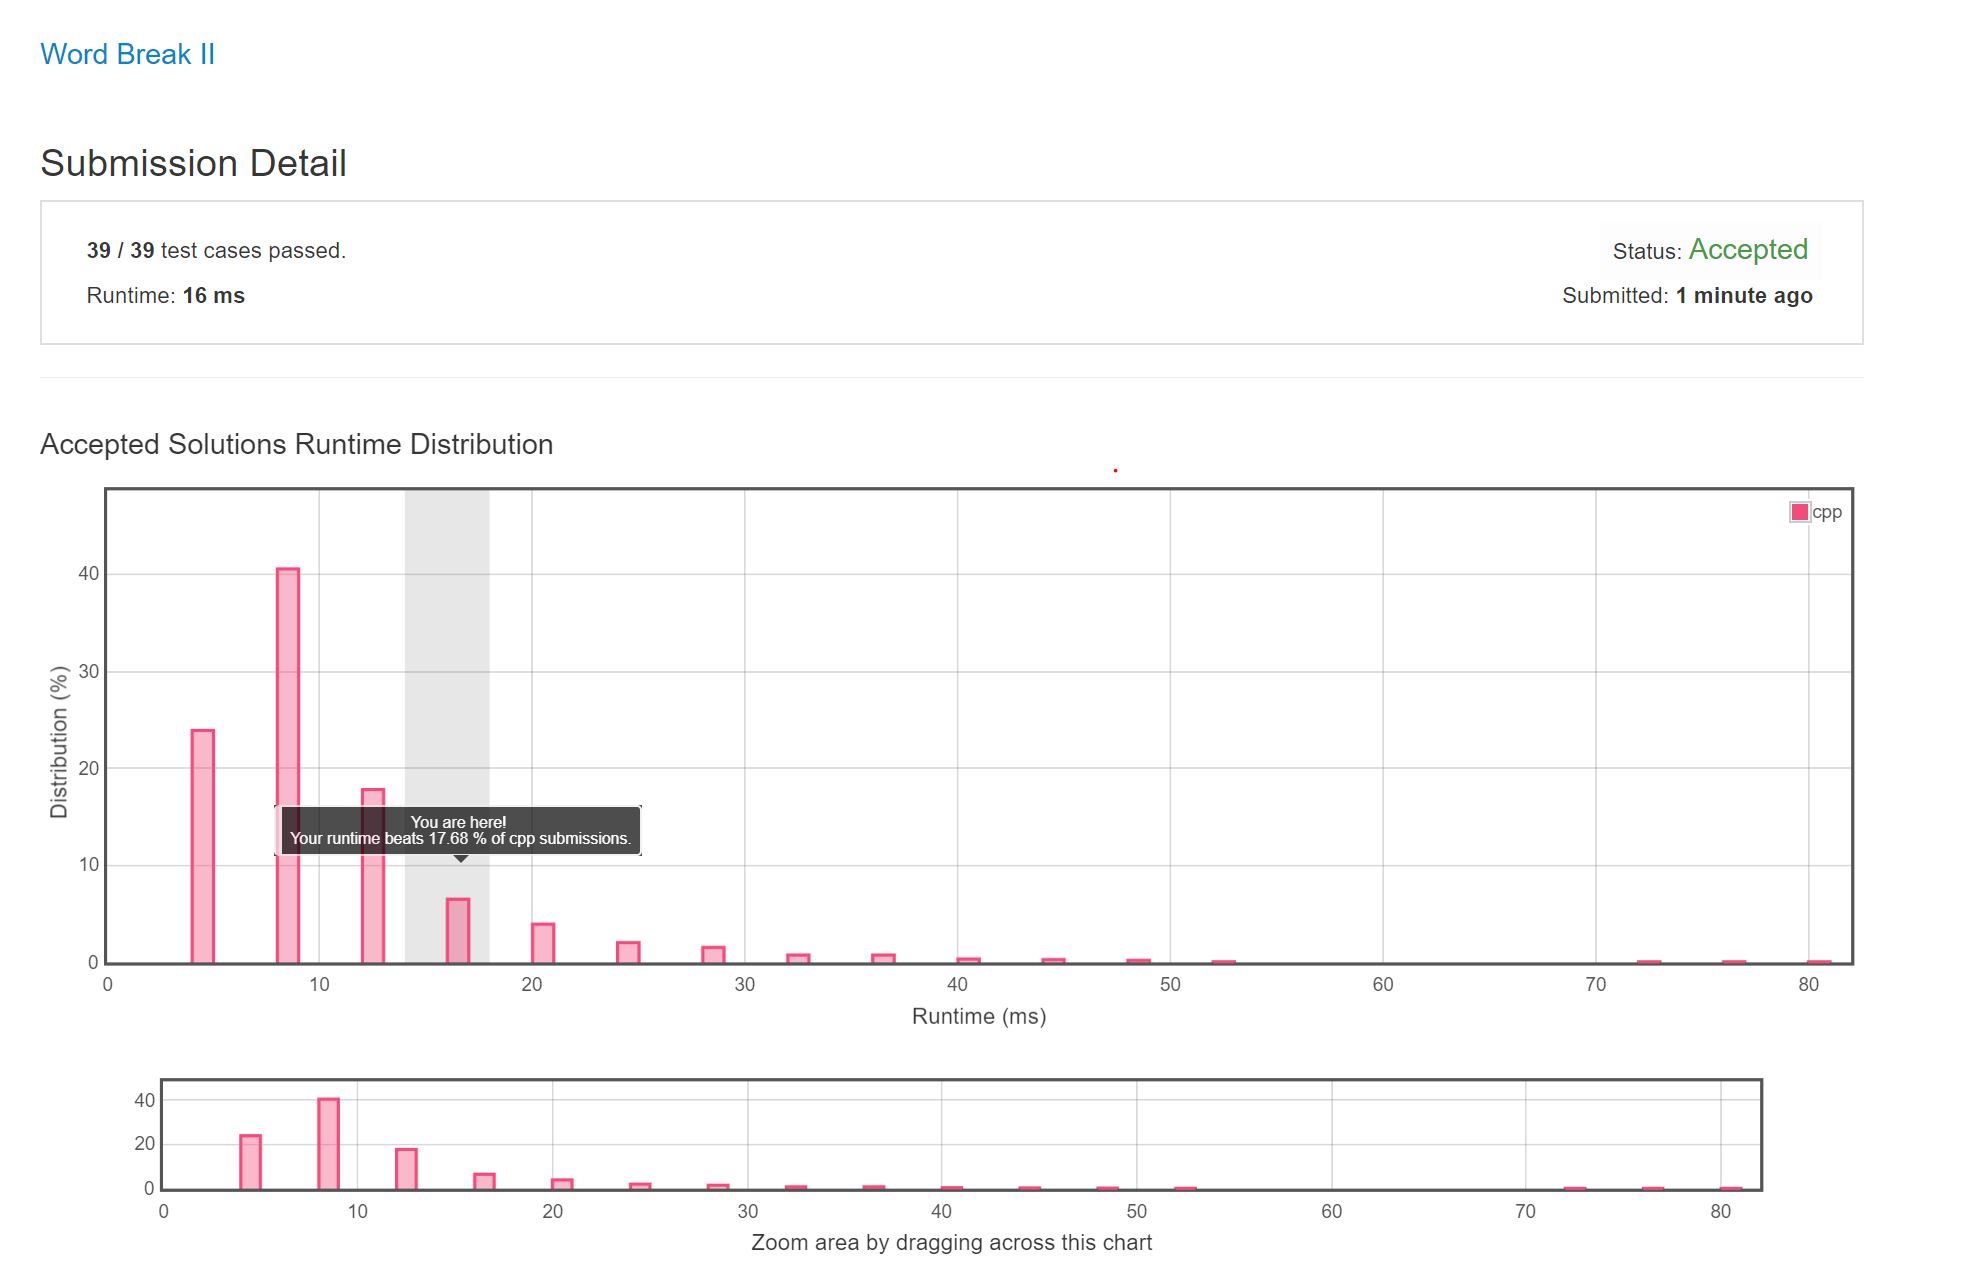 Word Break II
Submission Detail
39 / 39 test cases passed.
Status: Accepted
Runtime: 16 ms
Submitted: 1 minute ago
Accepted Solutions Runtime Distribution
cpp
Distribution (%)
40
30
20
10
0
You are here!
Your runtime beats 17.68 % of cpp submissions.
0 10 20 30 40 50 60 70 80
Runtime (ms)
40
20
0
0 10 20 30 40 50 60 70 80
Zoom area by dragging across this chart